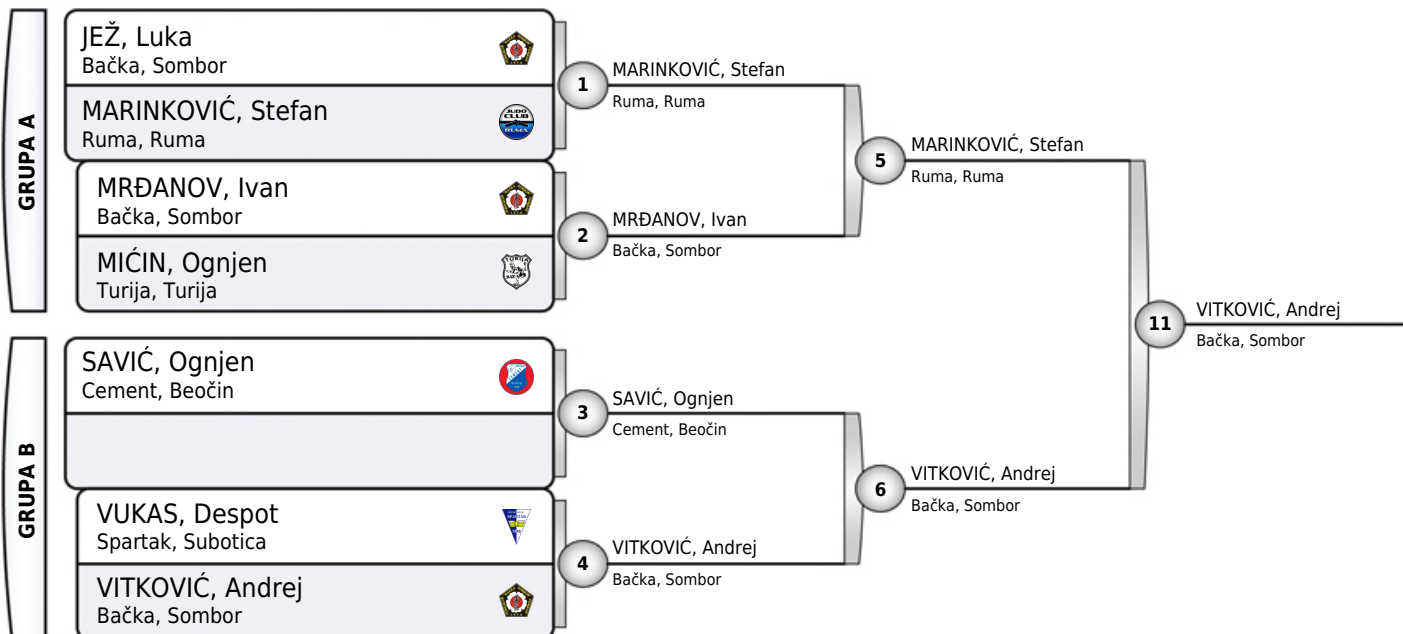 GRUPA A
JEŽ, Luka
Bačka, Sombor
MARINKOVIĆ, Stefan
Ruma, Ruma
MRĐANOV, Ivan
Bačka, Sombor
MIĆIN, Ognjen
Turija, Turija
1
MARINKOVIĆ, Stefan
Ruma, Ruma
2
MRĐANOV, Ivan
Bačka, Sombor
5
MARINKOVIĆ, Stefan
Ruma, Ruma
GRUPA B
SAVIĆ, Ognjen
Cement, Beočin
VUKAS, Despot
Spartak, Subotica
VITKOVIĆ, Andrej
Bačka, Sombor
3
SAVIĆ, Ognjen
Cement, Beočin
4
VITKOVIĆ, Andrej
Bačka, Sombor
6
VITKOVIĆ, Andrej
Bačka, Sombor
11
VITKOVIĆ, Andrej
Bačka, Sombor
JUDO
CLUB
RUMA